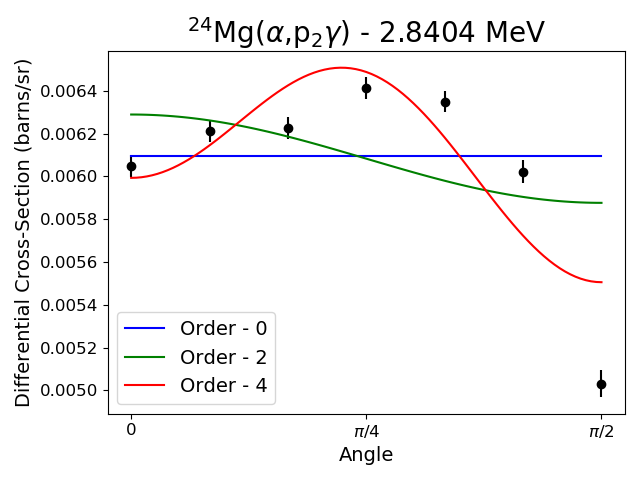 ²⁴Mg(α,p₂γ) - 2.8404 MeV
Differential Cross-Section (barns/sr)
0.0064
0.0062
0.0060
0.0058
0.0056
0.0054
0.0052
0.0050
Order - 0
Order - 2
Order - 4
0
π/4
π/2
Angle